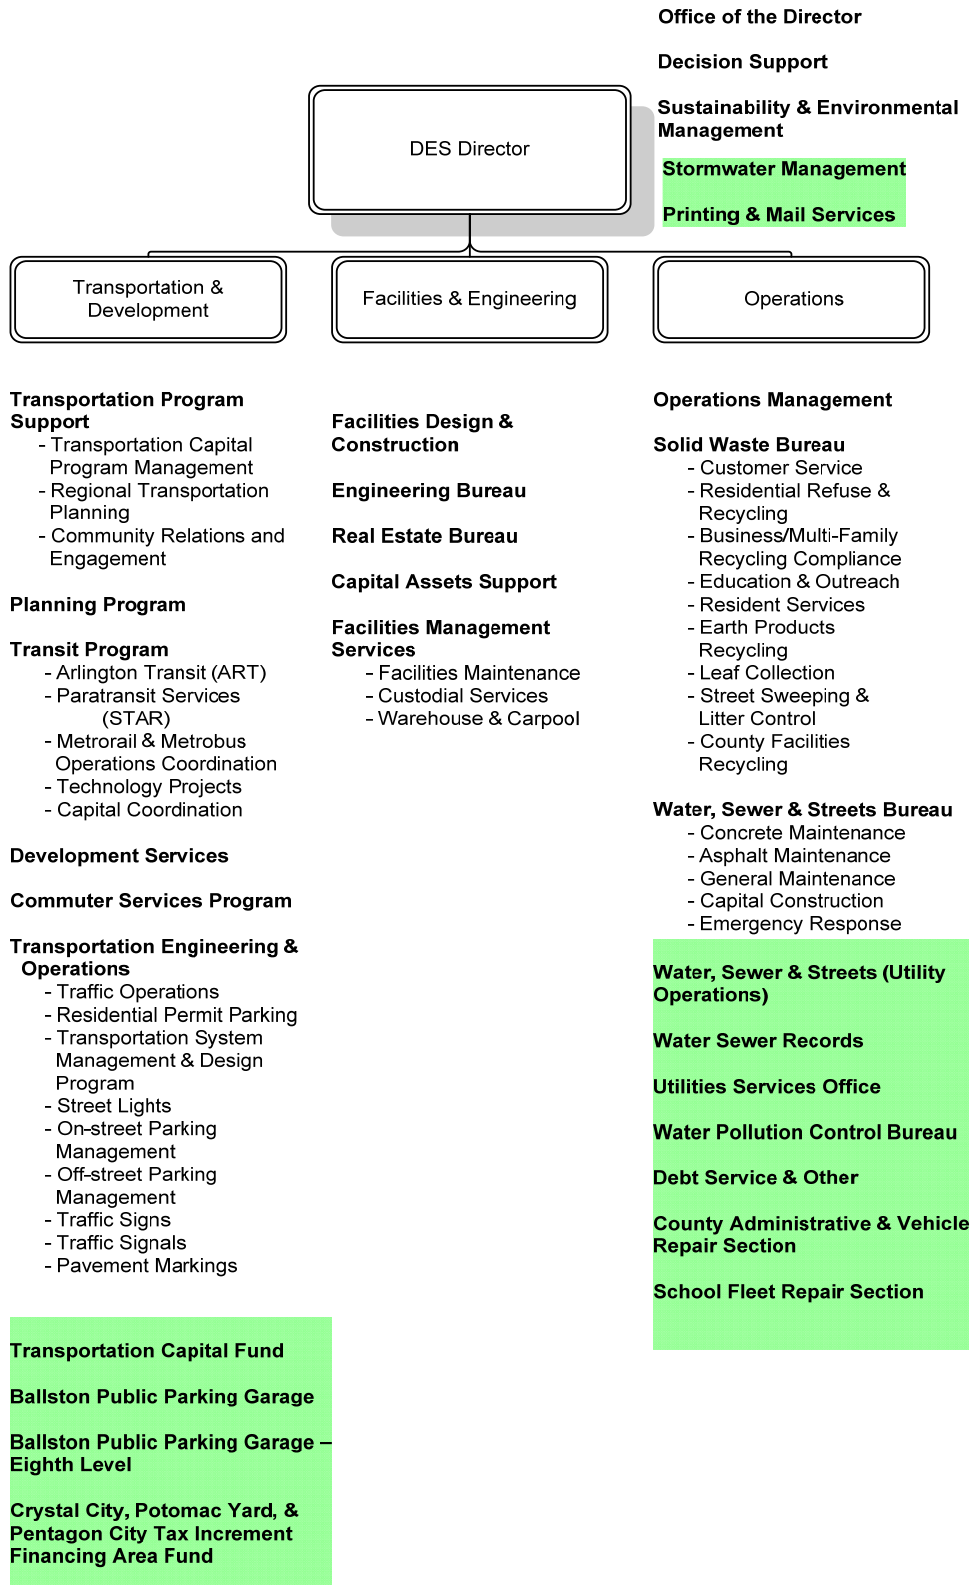 Office of the Director
Decision Support
Sustainability & Environmental
Management
Stormwater Management
Printing & Mail Services
DES Director
Transportation &
Development
Facilities & Engineering
Operations
Transportation Program
Support
- Transportation Capital
Program Management
- Regional Transportation
Planning
- Community Relations and
Engagement
Planning Program
Transit Program
- Arlington Transit (ART)
- Paratransit Services
(STAR)
- Metrorail & Metrobus
Operations Coordination
- Technology Projects
- Capital Coordination
Development Services
Commuter Services Program
Transportation Engineering &
Operations
- Traffic Operations
- Residential Permit Parking
- Transportation System
Management & Design
Program
- Street Lights
- On-street Parking
Management
- Off-street Parking
Management
- Traffic Signs
- Traffic Signals
- Pavement Markings
Transportation Capital Fund
Ballston Public Parking Garage
Ballston Public Parking Garage –
Eighth Level
Crystal City, Potomac Yard, &
Pentagon City Tax Increment
Financing Area Fund
Facilities Design &
Construction
Engineering Bureau
Real Estate Bureau
Capital Assets Support
Facilities Management
Services
- Facilities Maintenance
- Custodial Services
- Warehouse & Carpool
Operations Management
Solid Waste Bureau
- Customer Service
- Residential Refuse &
Recycling
- Business/Multi-Family
Recycling Compliance
- Education & Outreach
- Resident Services
- Earth Products
Recycling
- Leaf Collection
- Street Sweeping &
Litter Control
- County Facilities
Recycling
Water, Sewer & Streets Bureau
- Concrete Maintenance
- Asphalt Maintenance
- General Maintenance
- Capital Construction
- Emergency Response
Water, Sewer & Streets (Utility
Operations)
Water Sewer Records
Utilities Services Office
Water Pollution Control Bureau
Debt Service & Other
County Administrative & Vehicle
Repair Section
School Fleet Repair Section